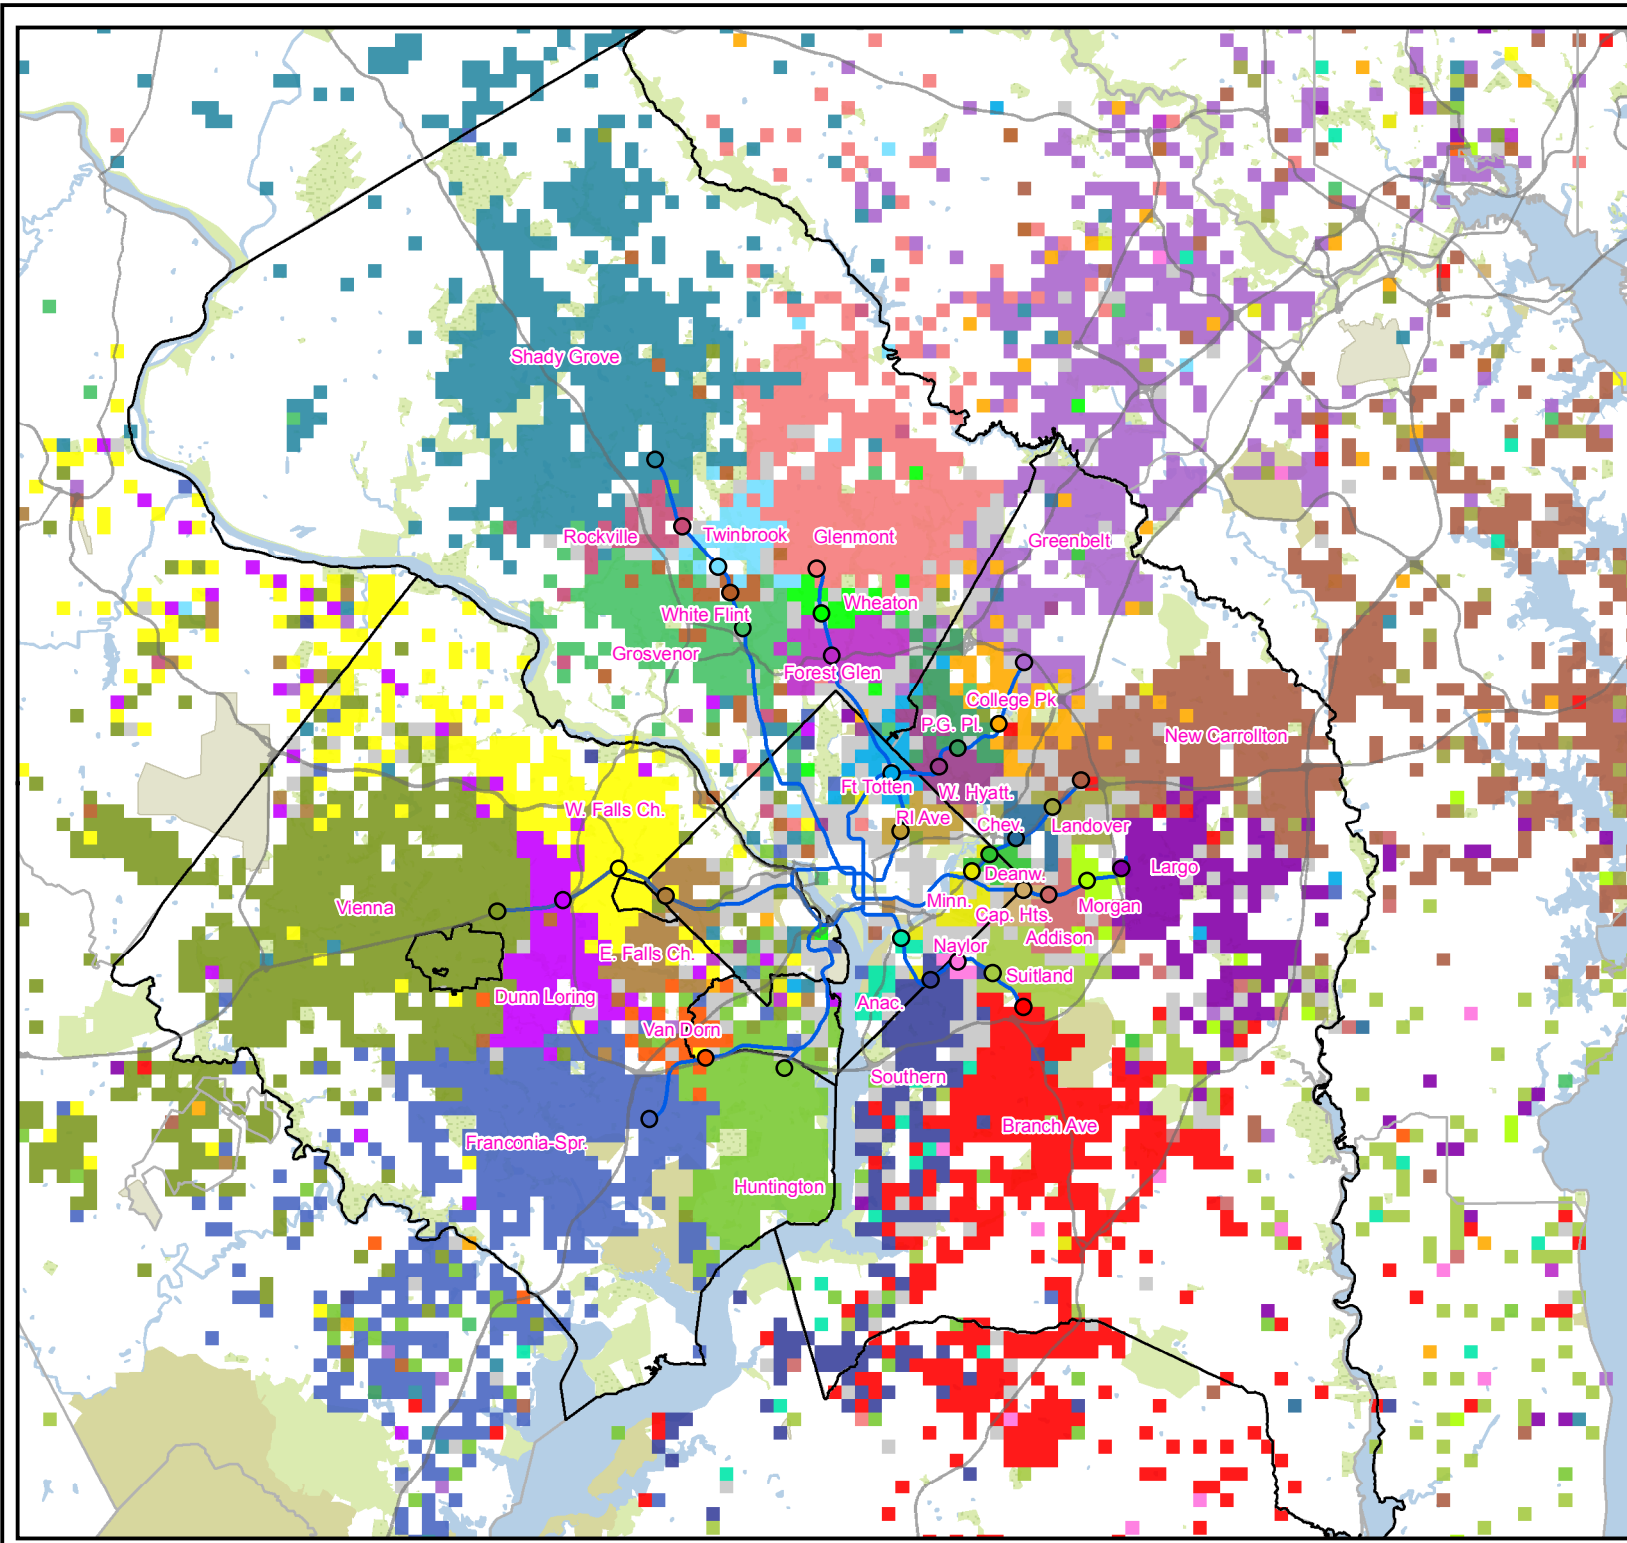 Shady Grove
Rockville
Twinbrook
Glenmont
Greenbelt
White Flint
Wheaton
Grosvenor
Forest Glen
College Pk
P.G. Pl.
New Carrollton
Ft Totten
W. Hyatt.
W. Falls Ch.
RI Ave
Chev.
Landover
Deanw.
Largo
Vienna
Minn.
Cap. Hts.
Morgan
Addison
E. Falls Ch.
Naylor
Suitland
Dunn Loring
Anac.
Van Dorn
Southern
Branch Ave
Franconia-Spr.
Huntington